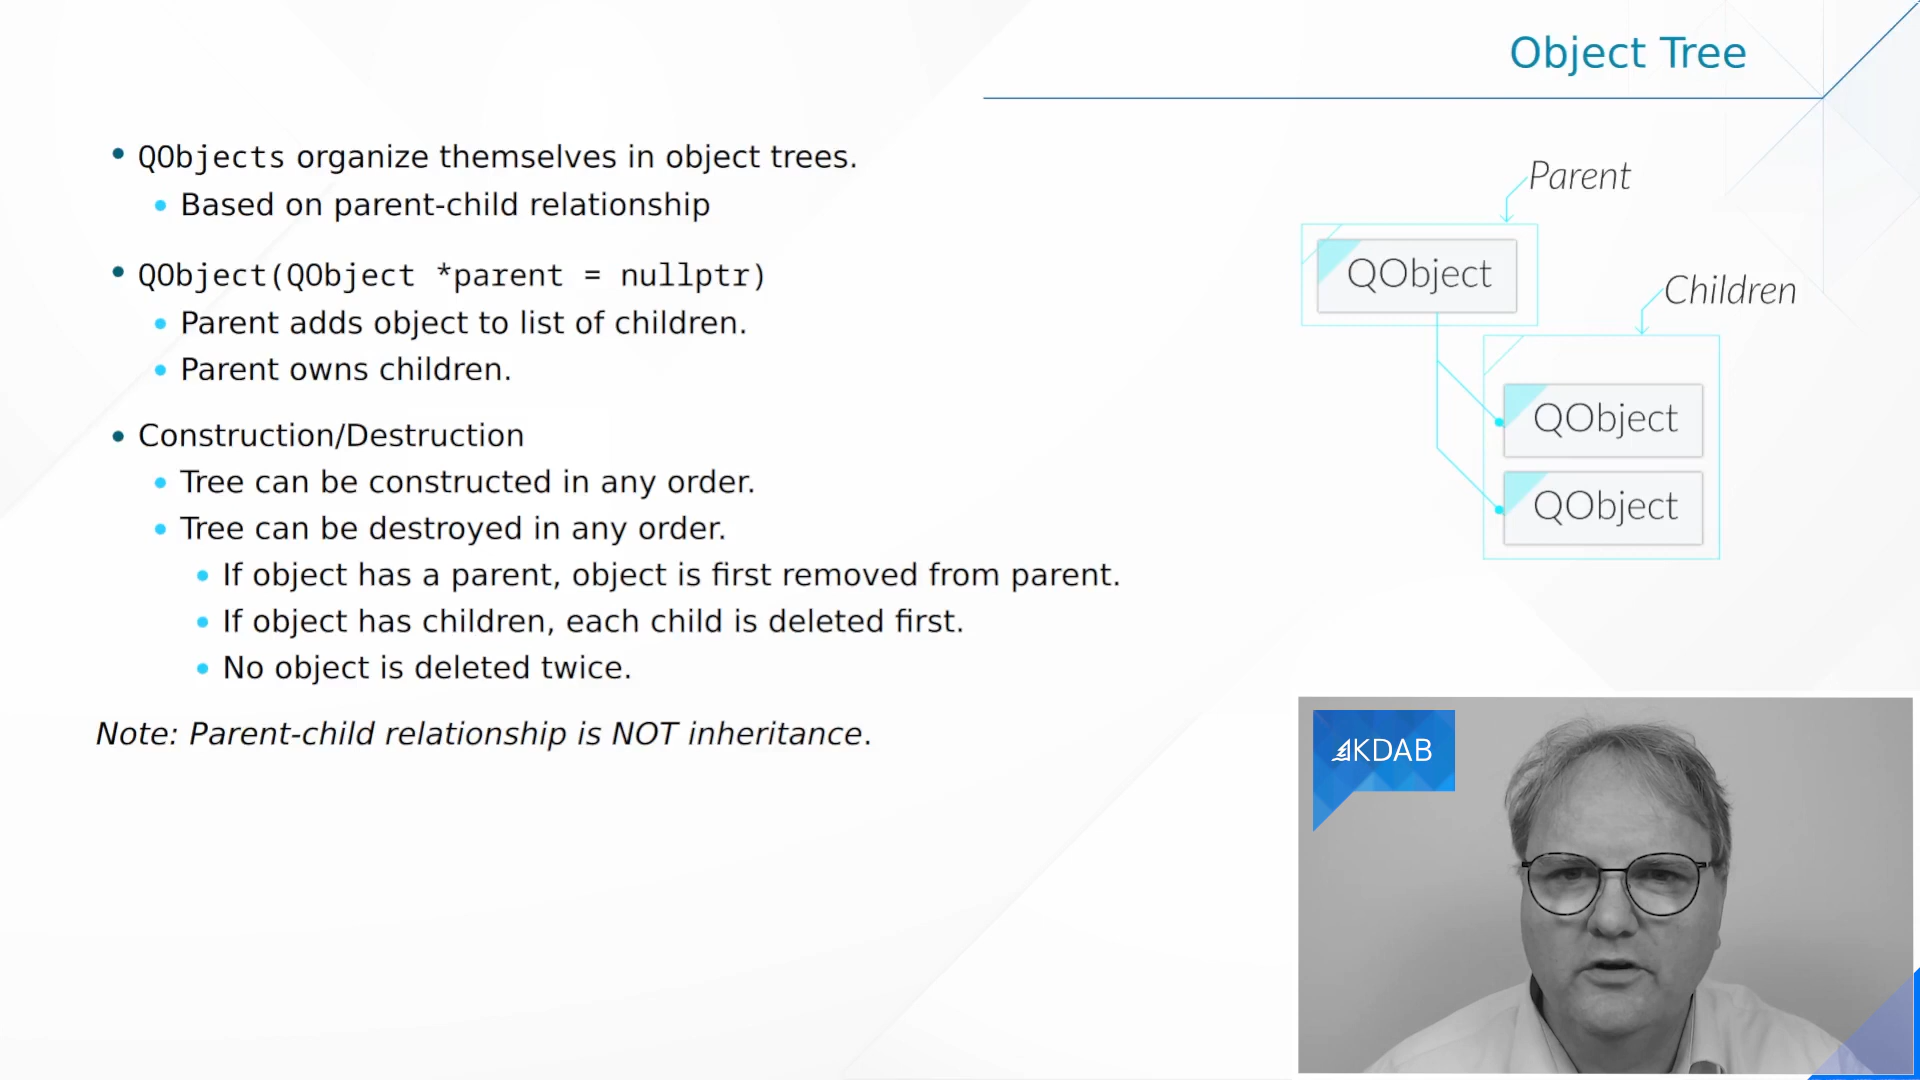 Object Tree
QObjects organize themselves in object trees.
Based on parent-child relationship
QObject(QObject *parent = nullptr)
Parent adds object to list of children.
Parent owns children.
Construction/Destruction
Tree can be constructed in any order.
Tree can be destroyed in any order.
If object has a parent, object is first removed from parent.
If object has children, each child is deleted first.
No object is deleted twice.
Note: Parent-child relationship is NOT inheritance.
Parent
QObject
Children
QObject
QObject
KDAB